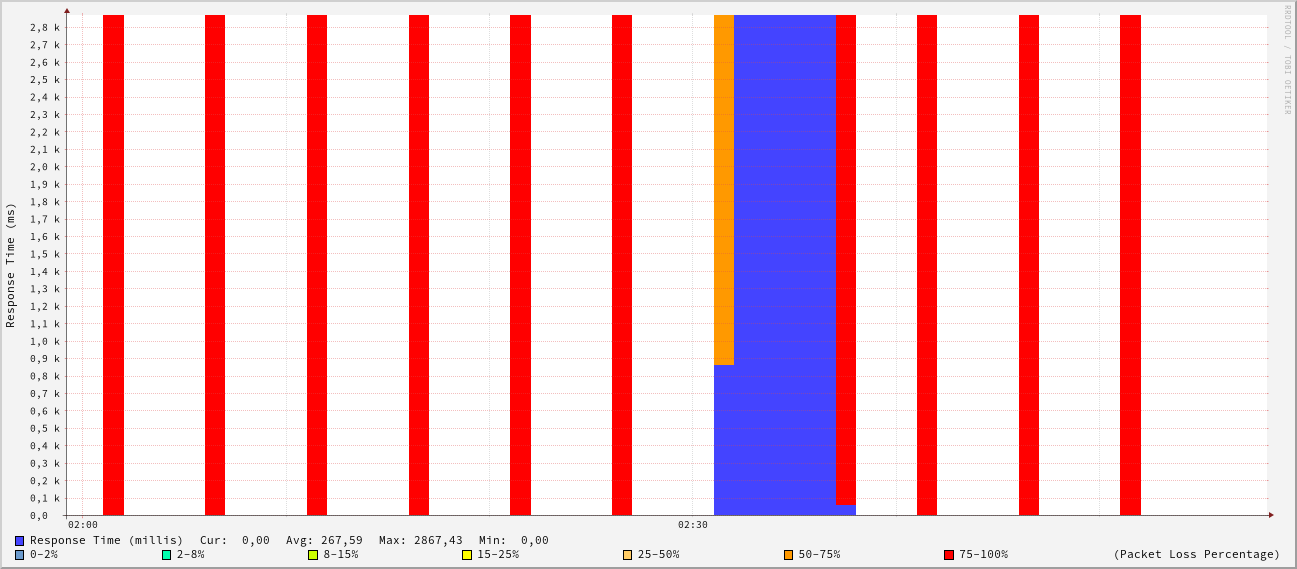 RRDTOOL / TOBI OETIKER
Response Time (ms)
2,8 k
2,7 k
2,6 k
2,5 k
2,4 k
2,3 k
2,2 k
2,1 k
2,0 k
1,9 k
1,8 k
1,7 k
1,6 k
1,5 k
1,4 k
1,3 k
1,2 k
1,1 k
1,0 k
0,9 k
0,8 k
0,7 k
0,6 k
0,5 k
0,4 k
0,3 k
0,2 k
0,1 k
0,0
02:00 02:30
Response Time (millis) Cur: 0,00 Avg: 267,59 Max: 2867,43 Min: 0,00
0-2% 2-8% 8-15% 15-25% 25-50% 50-75% 75-100% (Packet Loss Percentage)